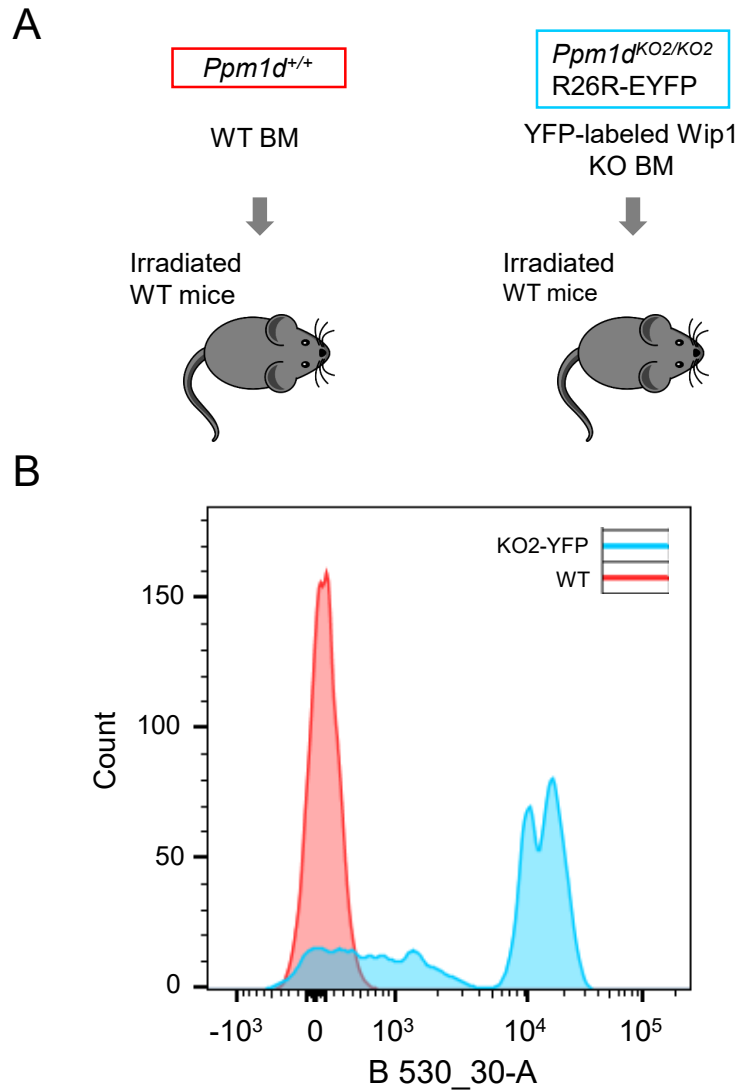 A
Ppm1d+/+
WT BM
Irradiated
WT mice
Ppm1dKO2/KO2
R26R-EYFP
YFP-labeled Wip1
KO BM
Irradiated
WT mice
B
KO2-YFP
WT
Count
150
100
50
0
-10³
0
10³
10⁴
10⁵
B 530_30-A